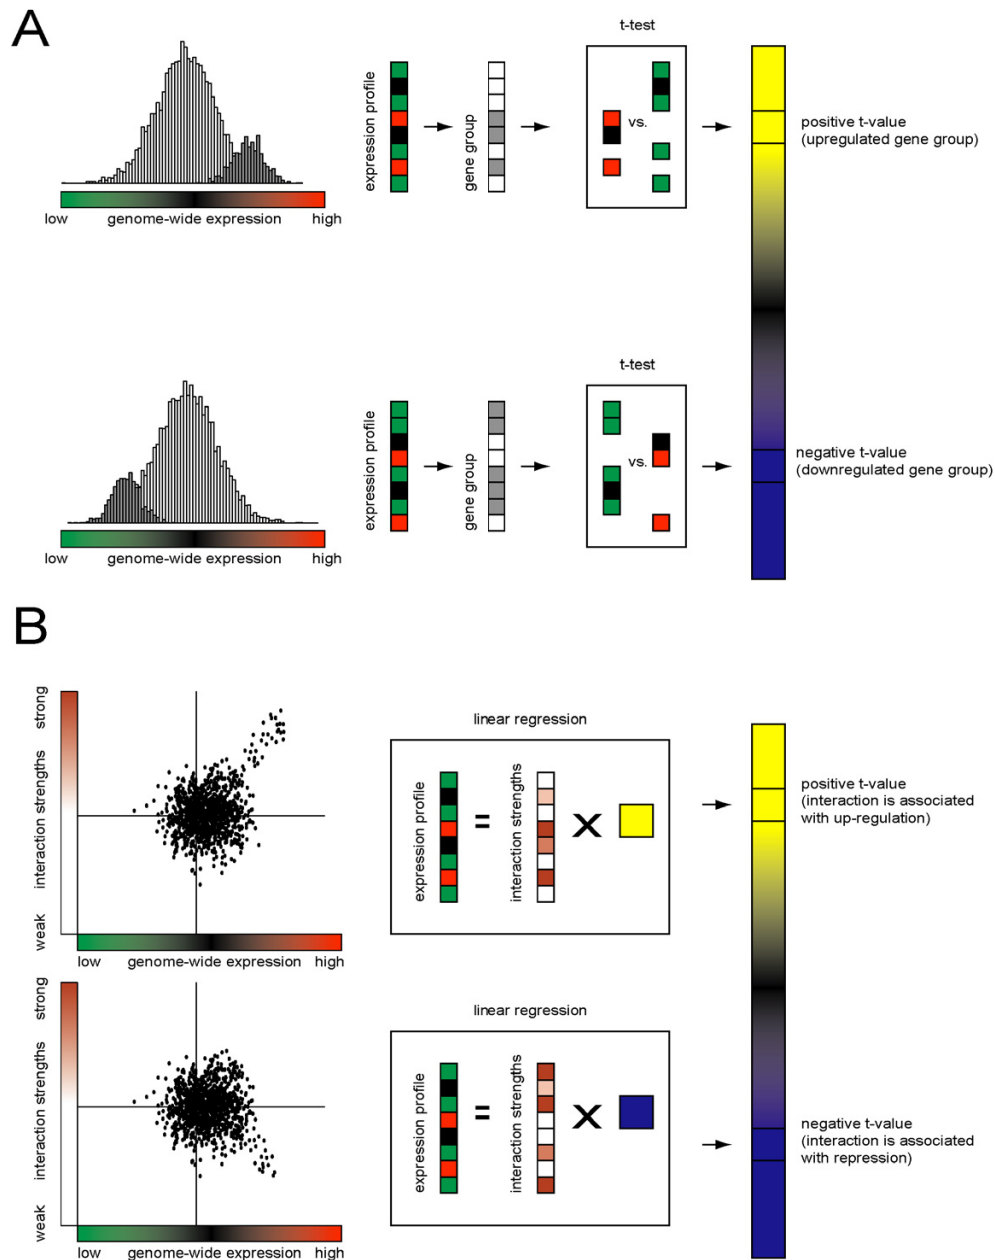 A
t-test
expression profile
gene group
vs.
positive t-value
(upregulated gene group)
low genome-wide expression high
t-test
expression profile
gene group
vs.
negative t-value
(downregulated gene group)
low genome-wide expression high
B
weak interaction strengths strong
low genome-wide expression high
linear regression
expression profile
=
interaction strengths
X
positive t-value
(interaction is associated
with up-regulation)
weak interaction strengths strong
low genome-wide expression high
linear regression
expression profile
=
interaction strengths
X
negative t-value
(interaction is associated
with repression)